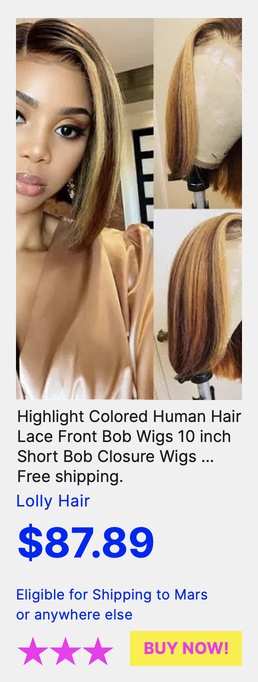 Highlight Colored Human Hair
Lace Front Bob Wigs 10 inch
Short Bob Closure Wigs ...
Free shipping.
Lolly Hair
$87.89
Eligible for Shipping to Mars
or anywhere else
BUY NOW!